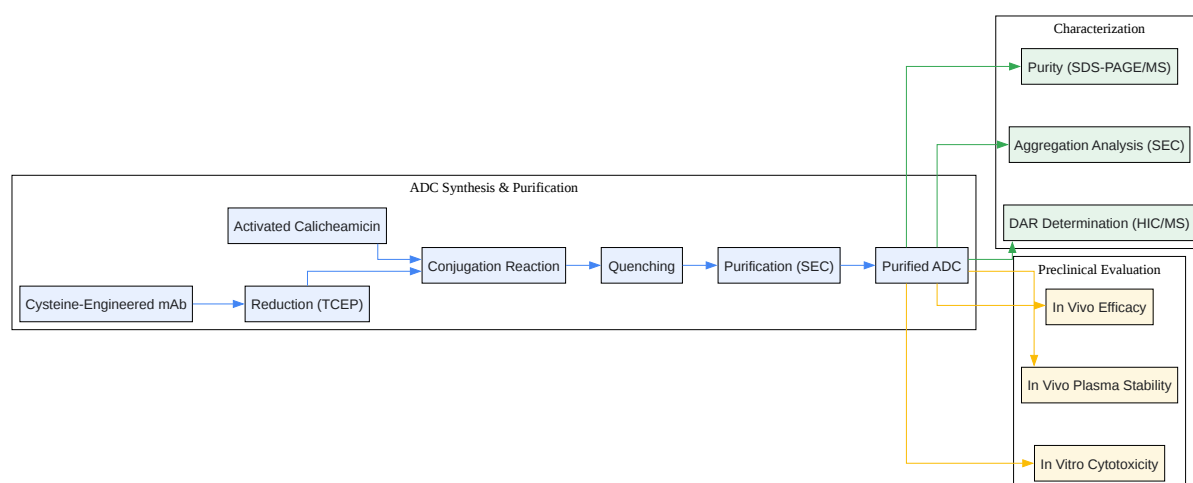 Characterization
Purity (SDS-PAGE/MS)
Aggregation Analysis (SEC)
DAR Determination (HIC/MS)
ADC Synthesis & Purification
Activated Calicheamicin
Cysteine-Engineered mAb
Reduction (TCEP)
Conjugation Reaction
Quenching
Purification (SEC)
Purified ADC
Preclinical Evaluation
In Vivo Efficacy
In Vivo Plasma Stability
In Vitro Cytotoxicity